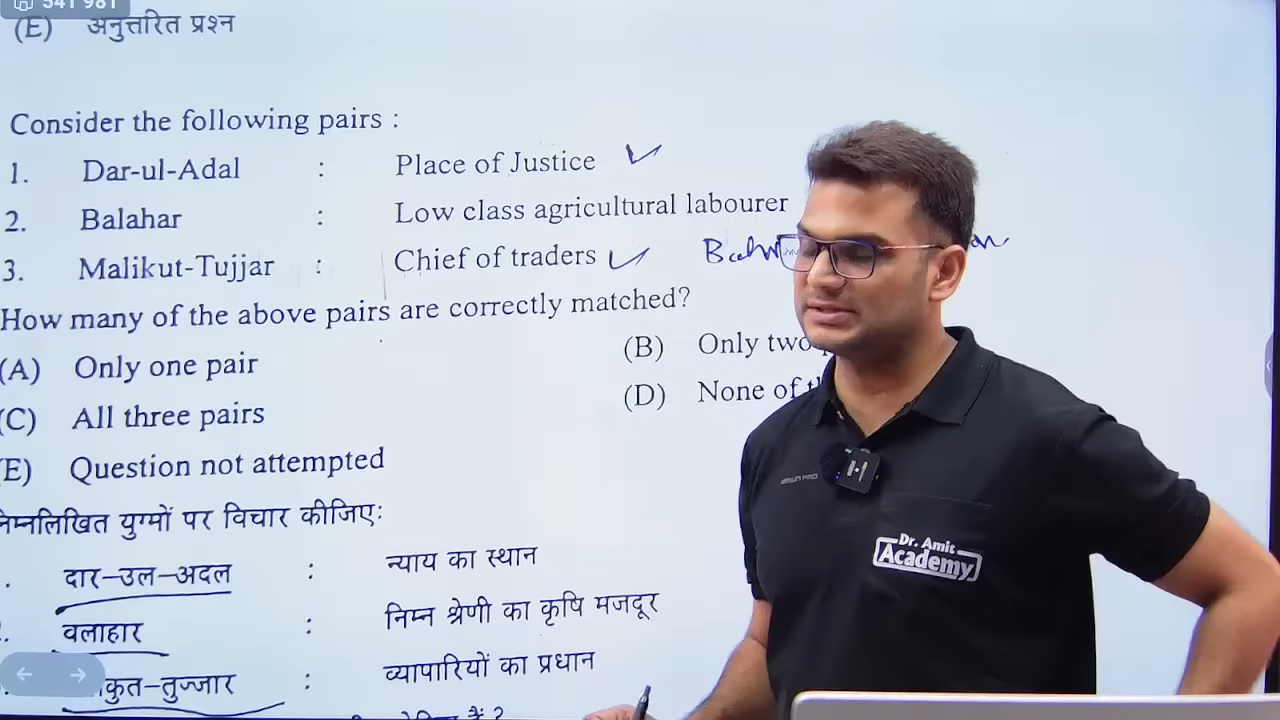 541 981
(E) अनुत्तरित प्रश्न
Consider the following pairs :
1. Dar-ul-Adal : Place of Justice ✓
2. Balahar : Low class agricultural labourer
3. Malikut-Tujjar : Chief of traders ✓
How many of the above pairs are correctly matched?
(A) Only one pair
(B) Only two
(C) All three pairs
(D) None of
(E) Question not attempted
निम्नलिखित युग्मों पर विचार कीजिए:
. दार-उल-अदल : न्याय का स्थान
. वलाहार : निम्न श्रेणी का कृषि मजदूर
कुत-तुज्जार : व्यापारियों का प्रधान
Dr. Amit
Academy